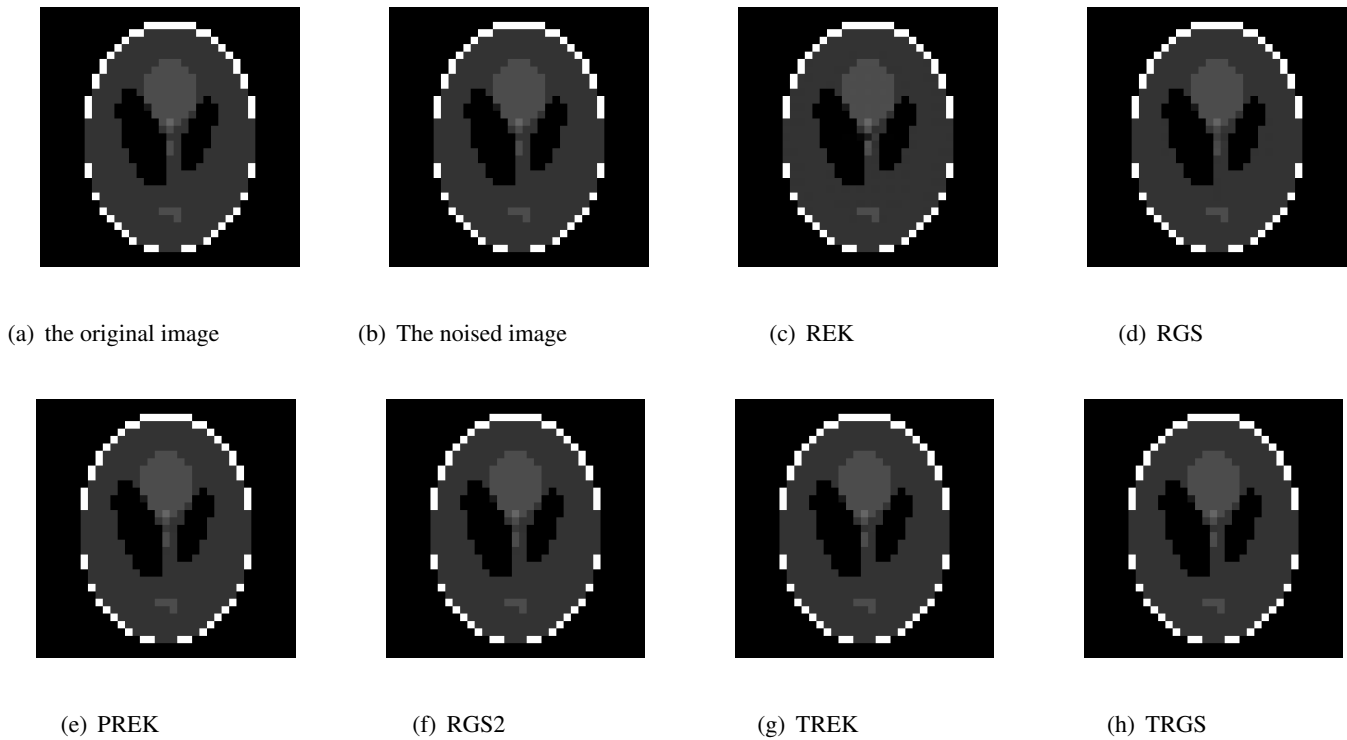 (a) the original image
(b) The noised image
(c) REK
(d) RGS
(e) PREK
(f) RGS2
(g) TREK
(h) TRGS